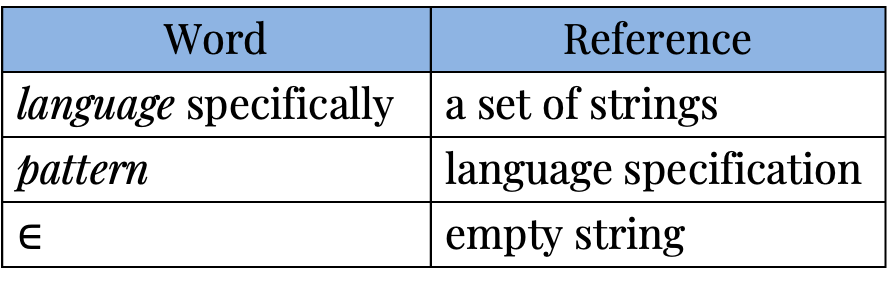 Word Reference
language specifically a set of strings
pattern language specification
∈ empty string